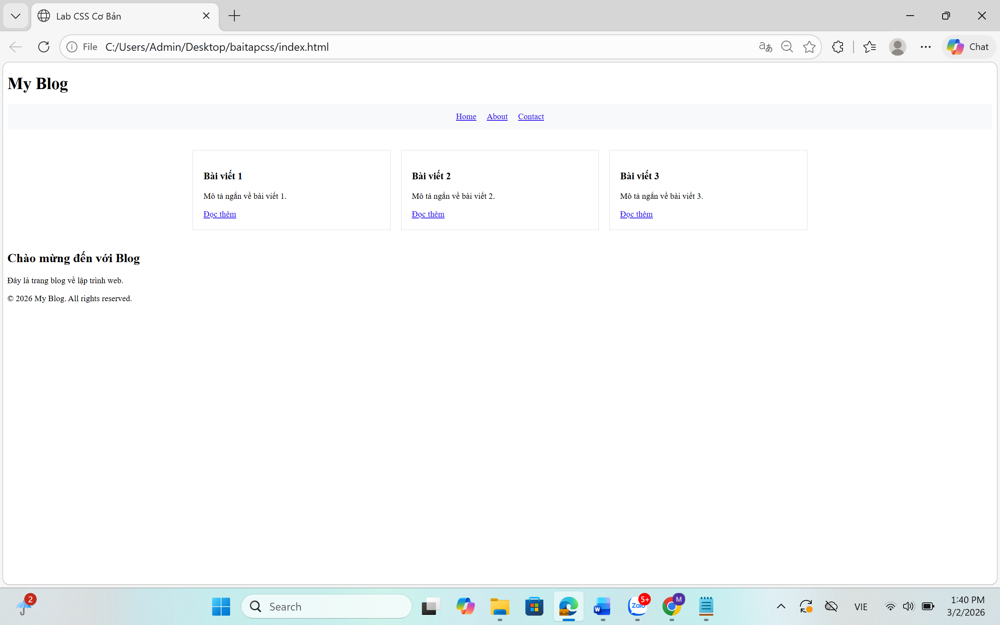 Lab CSS Cơ Bản
File C:/Users/Admin/Desktop/baitapcss/index.html
Chat
My Blog
Home About Contact
Bài viết 1 Bài viết 2 Bài viết 3
Mô tả ngắn về bài viết 1. Mô tả ngắn về bài viết 2. Mô tả ngắn về bài viết 3.
Đọc thêm Đọc thêm Đọc thêm
Chào mừng đến với Blog
Đây là trang blog về lập trình web.
© 2026 My Blog. All rights reserved.
2
Search
W
Zalo 5+
M
VIE
1:40 PM
3/2/2026